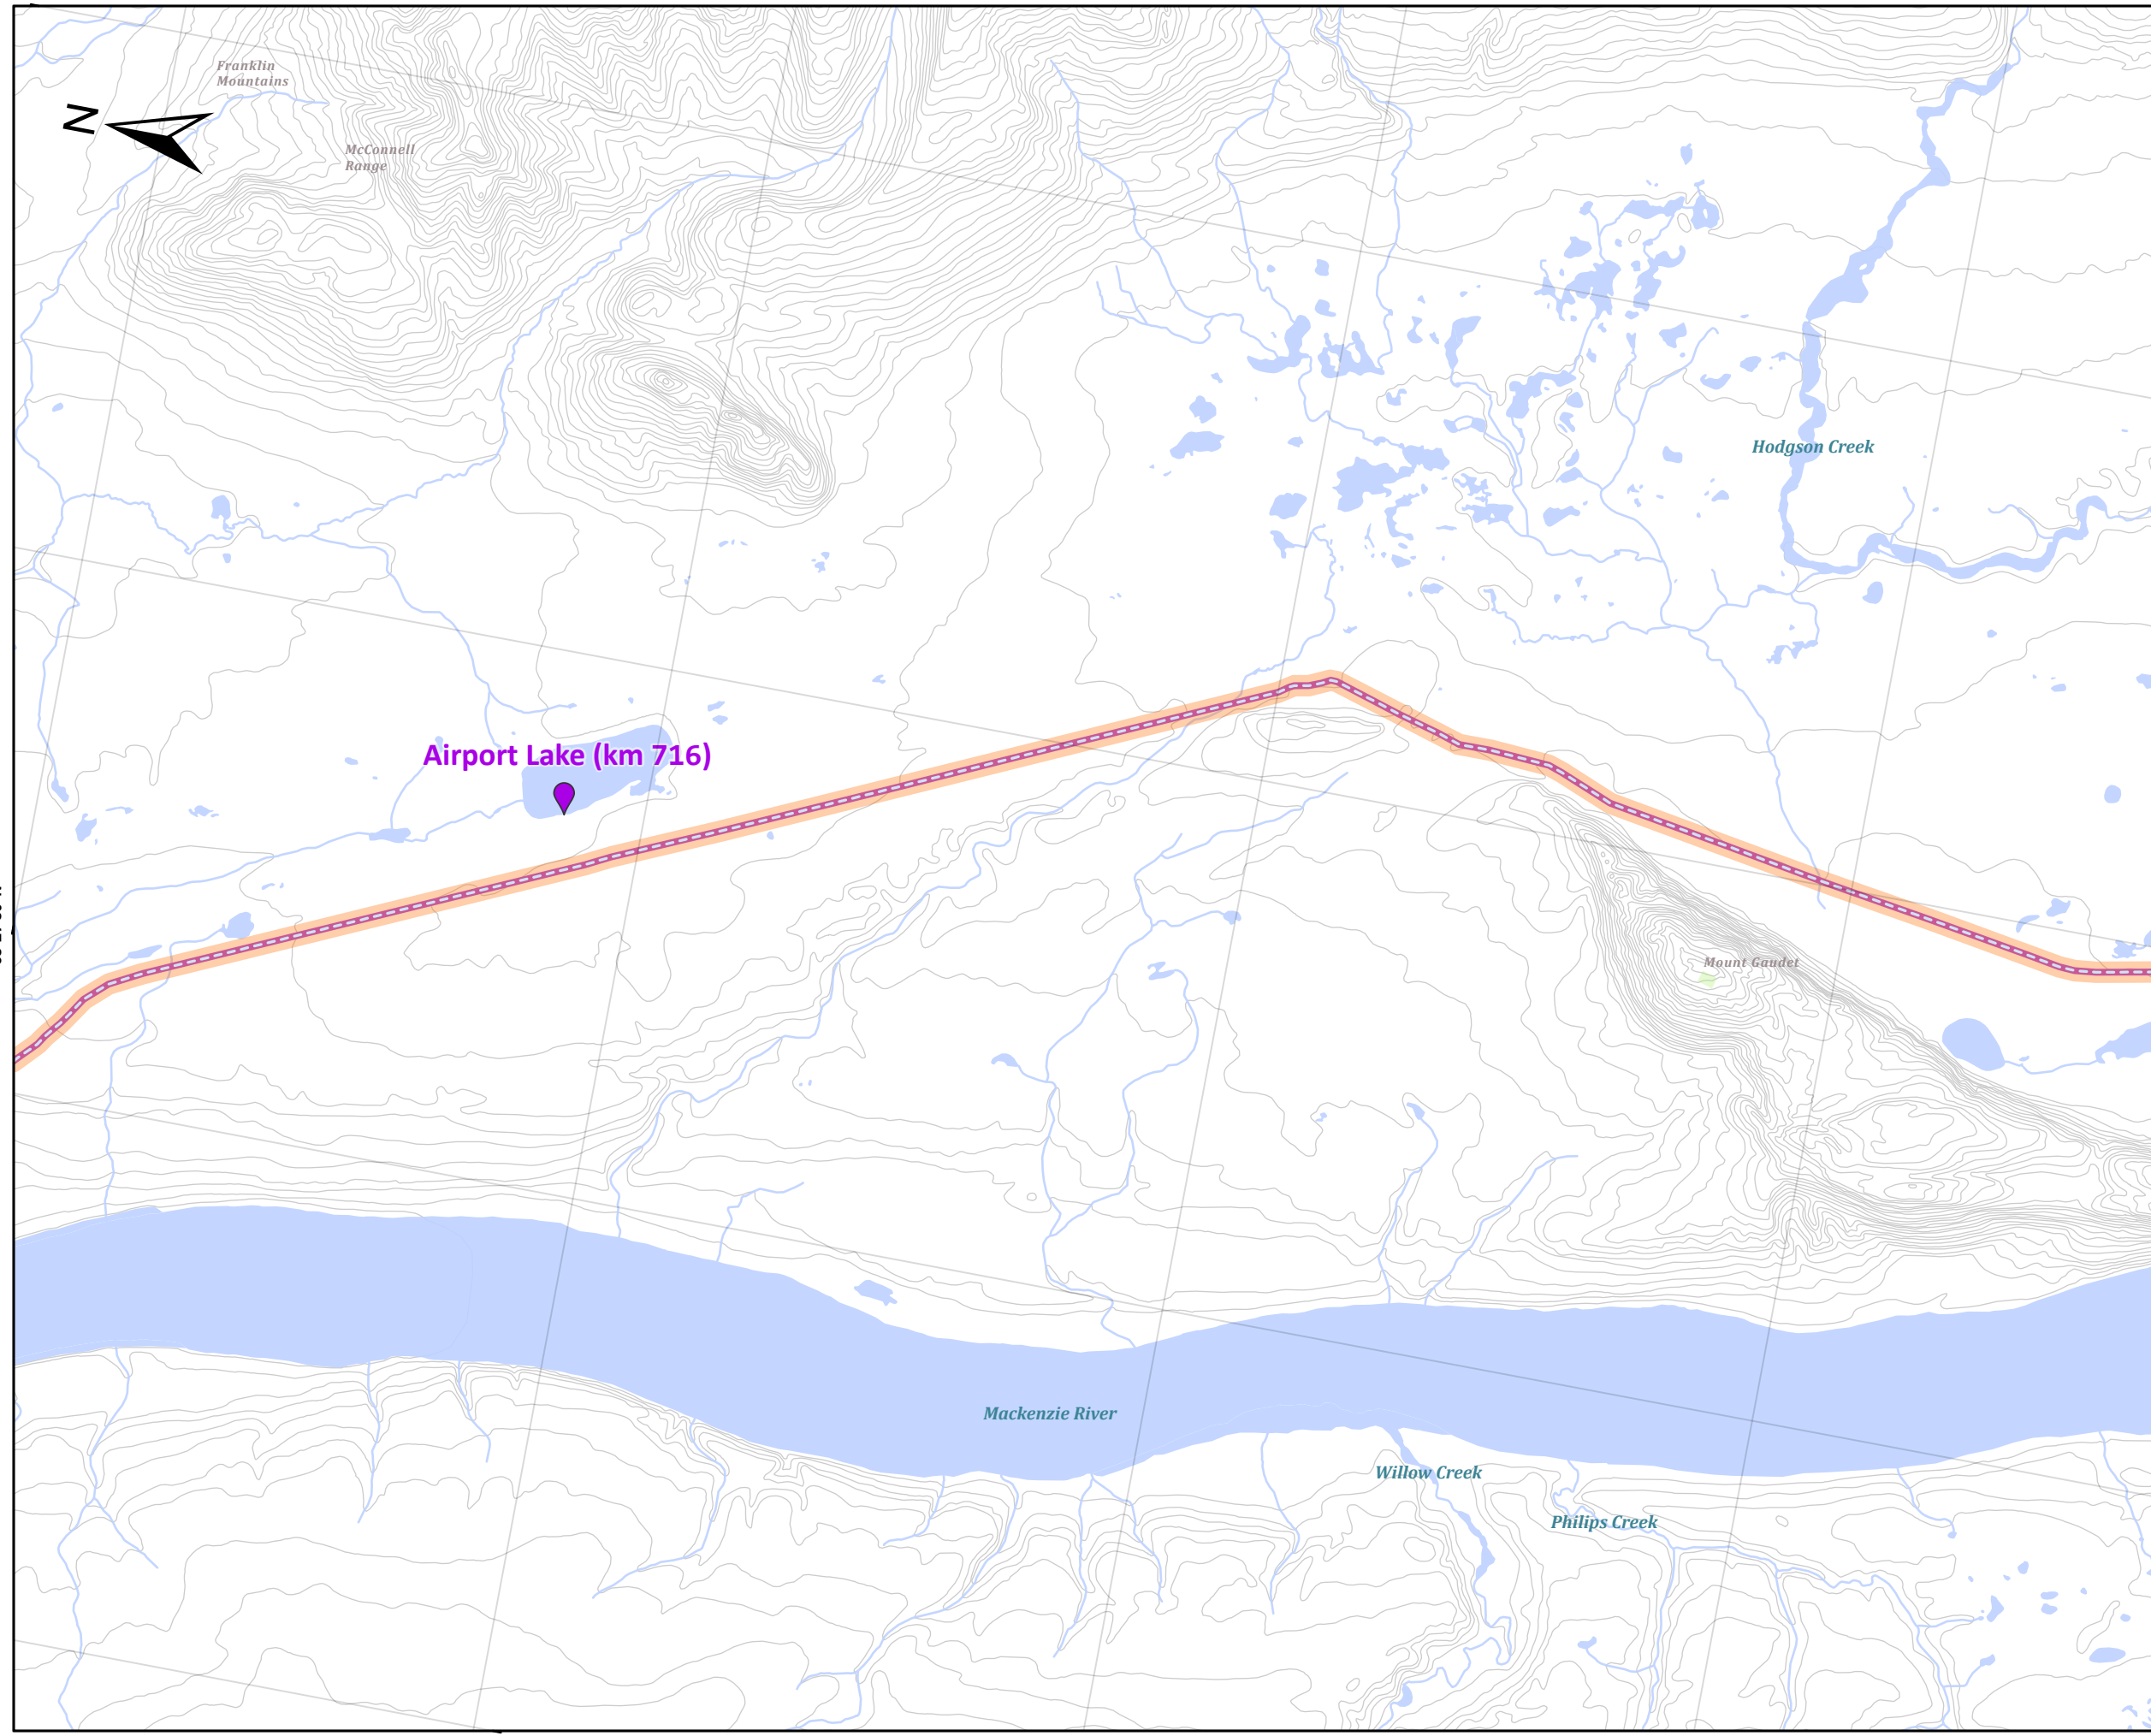 Franklin
Mountains
N
McConnell
Range
Hodgson Creek
Airport Lake (km 716)
Mount Gaudet
Mackenzie River
Willow Creek
Philips Creek